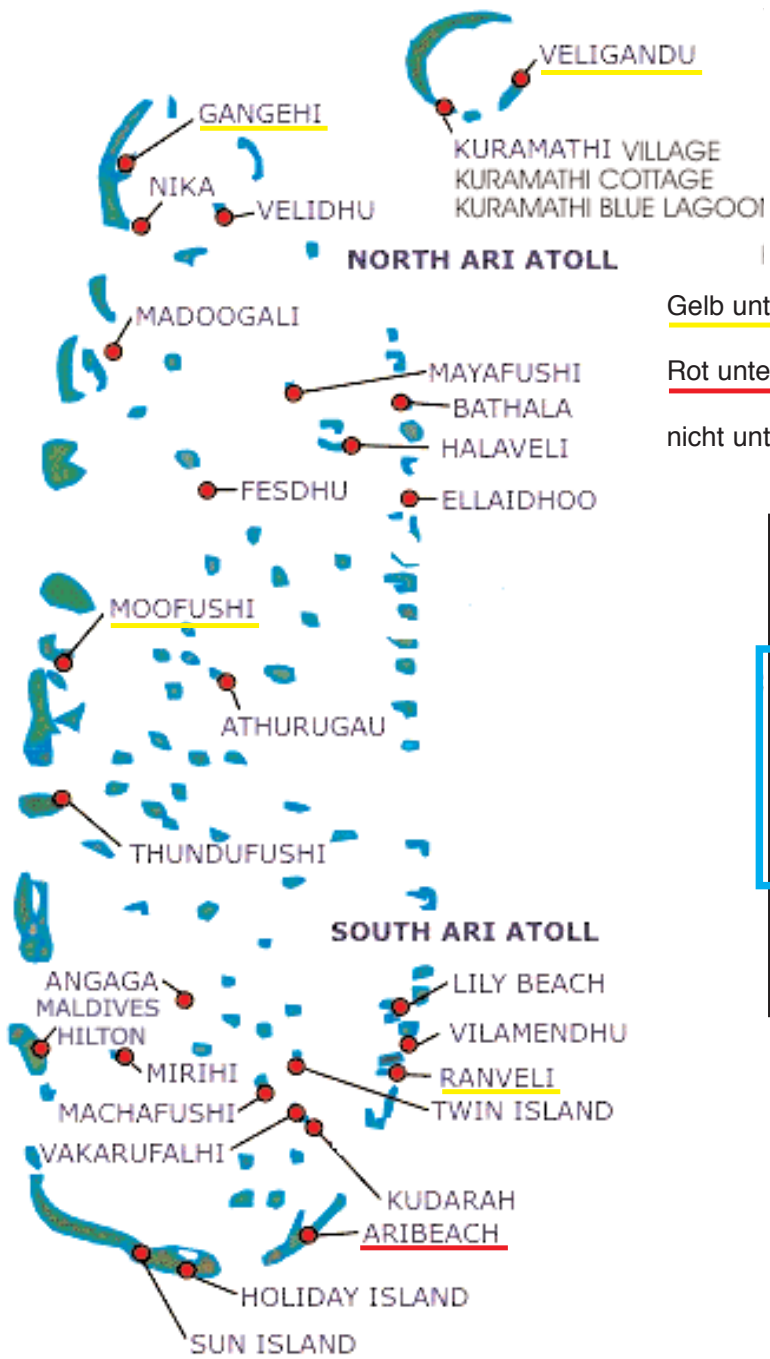 VELIGANDU
GANGEHI
KURAMATHI VILLAGE
KURAMATHI COTTAGE
KURAMATHI BLUE LAGOO
NIKA
VELIDHU
NORTH ARI ATOLL
Gelb unt
MADOOGALI
Rot unte
MAYAFUSHI
BATHALA
nicht unt
HALAVELI
FESDHU
ELLAIDHOO
MOOFUSHI
ATHURUGAU
THUNDUFUSHI
SOUTH ARI ATOLL
ANGAGA
LILY BEACH
MALDIVES
HILTON
VILAMENDHU
MIRIHI
RANVELI
MACHAFUSHI
TWIN ISLAND
VAKARUFALHI
KUDARAH
ARIBEACH
HOLIDAY ISLAND
SUN ISLAND